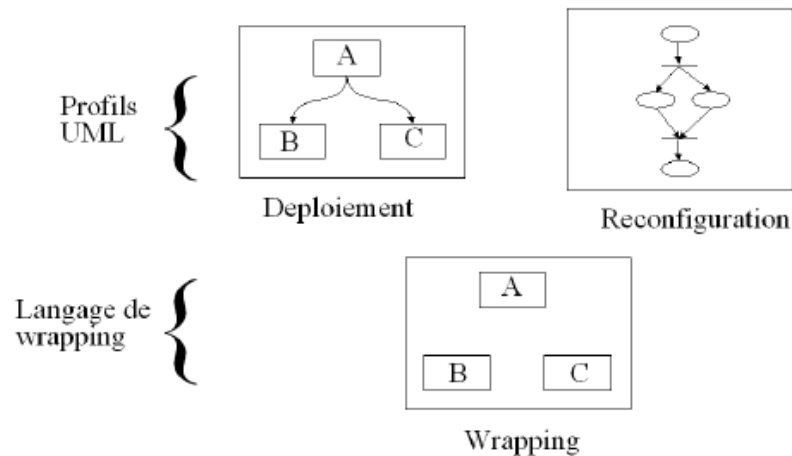 Profils
UML
A
B
C
Deploiement
Reconfiguration
Langage de
wrapping
A
B
C
Wrapping